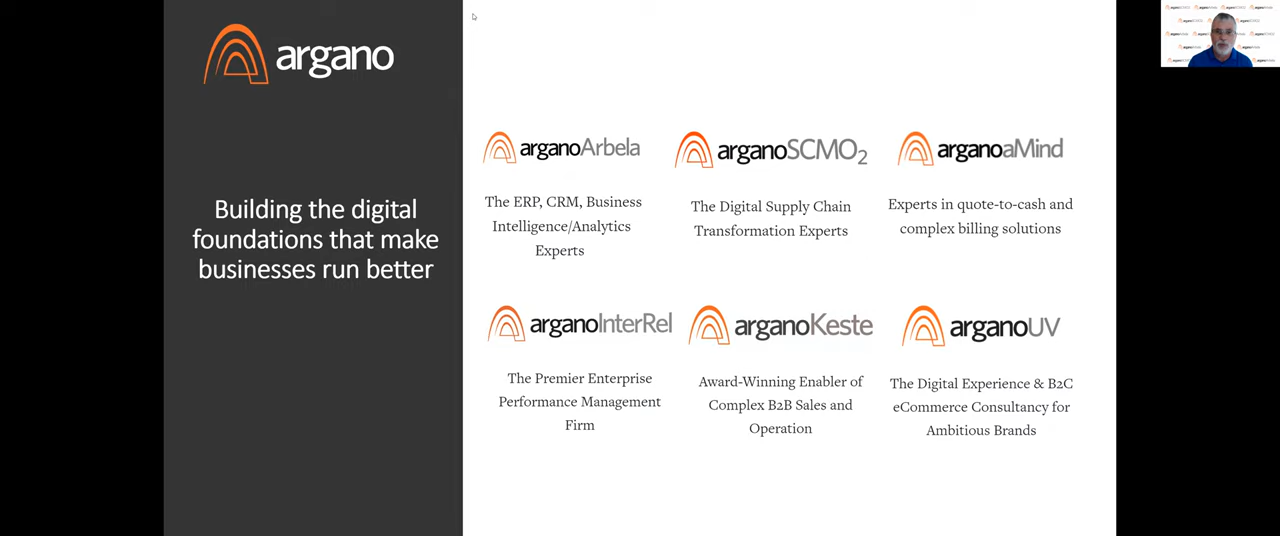 argano
Building the digital
foundations that make
businesses run better
arganoArbela
The ERP, CRM, Business
Intelligence/Analytics
Experts
arganoSCMO2
The Digital Supply Chain
Transformation Experts
arganoaMind
Experts in quote-to-cash and
complex billing solutions
arganoInterRel
The Premier Enterprise
Performance Management
Firm
arganoKeste
Award-Winning Enabler of
Complex B2B Sales and
Operation
arganoUV
The Digital Experience & B2C
eCommerce Consultancy for
Ambitious Brands